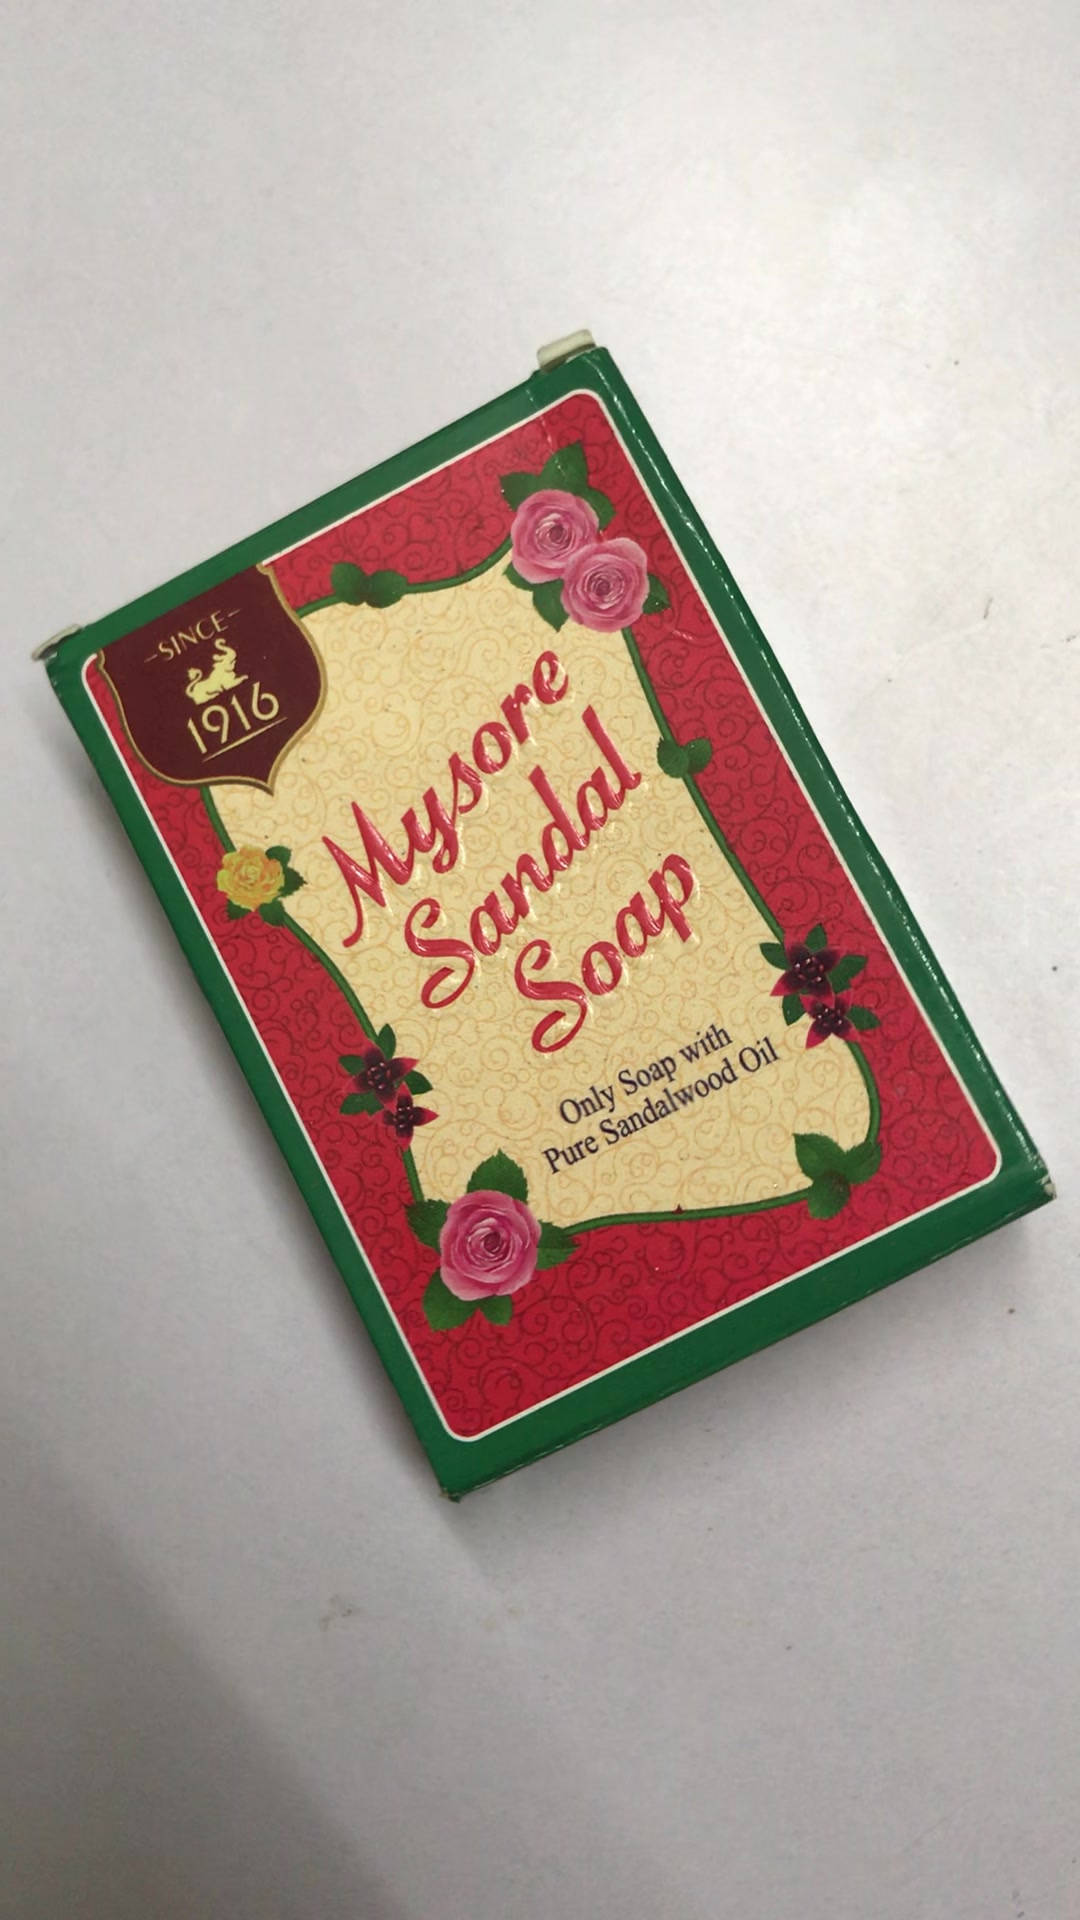 -SINCE-
1916
Mysore
Sandal
Soap
Only Soap with
Pure Sandalwood Oil